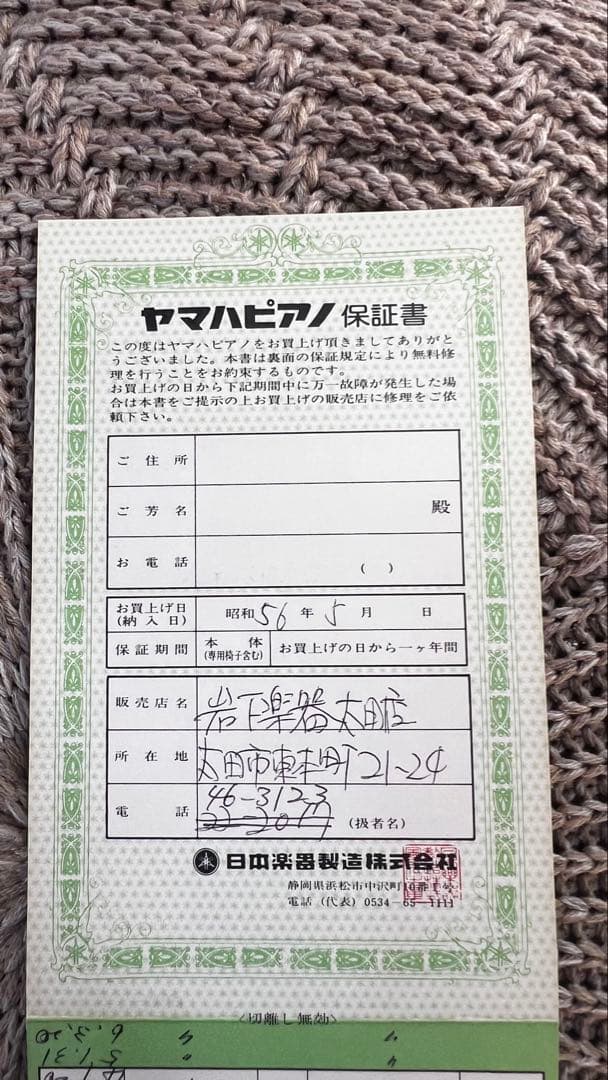 ヤマハピアノ 保証書
この度はヤマハピアノをお買上げ頂きましてありがと
うございました。本書は裏面の保証規定により無料修
理を行うことをお約束するものです。
お買上げの日から下記期間中に万一故障が発生した場
合は本書をご提示の上お買上げの販売店に修理をご依
頼下さい。
ご住所
ご芳名 殿
お電話 ( )
お買上げ日
(納入日) 昭和56年5月 日
保証期間 本体
(専用椅子含む) お買上げの日から一ヶ年間
販売店名 岩下楽器太田店
所在地 太田市東本町21-24
電話 46-3123
(扱者名)
日本楽器製造株式会社
静岡県浜松市中沢町10番1号
電話(代表)0534-65-1111
〈切離し無効〉
6.3.20
5.1.31